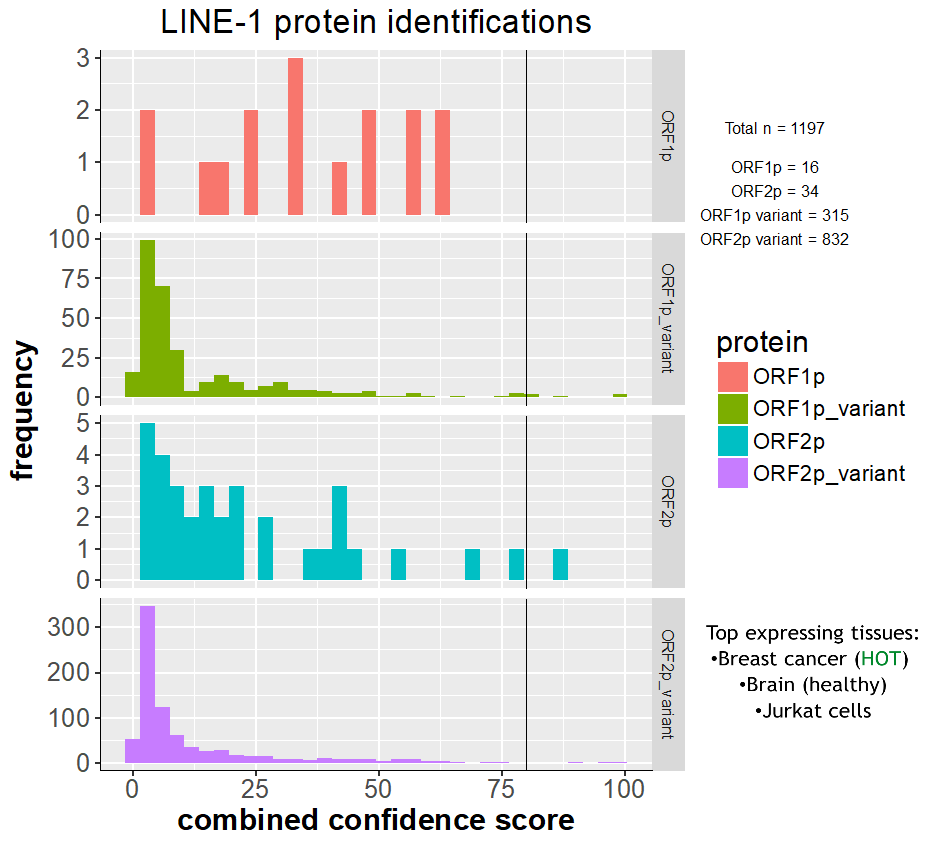 LINE-1 protein identifications
3
2
1
0
ORF1p
100
75
50
25
0
ORF1p_variant
5
4
3
2
1
0
ORF2p
300
200
100
0
ORF2p_variant
0 25 50 75 100
combined confidence score
frequency
Total n = 1197
ORF1p = 16
ORF2p = 34
ORF1p variant = 315
ORF2p variant = 832
protein
ORF1p
ORF1p_variant
ORF2p
ORF2p_variant
Top expressing tissues:
•Breast cancer (HOT)
•Brain (healthy)
•Jurkat cells